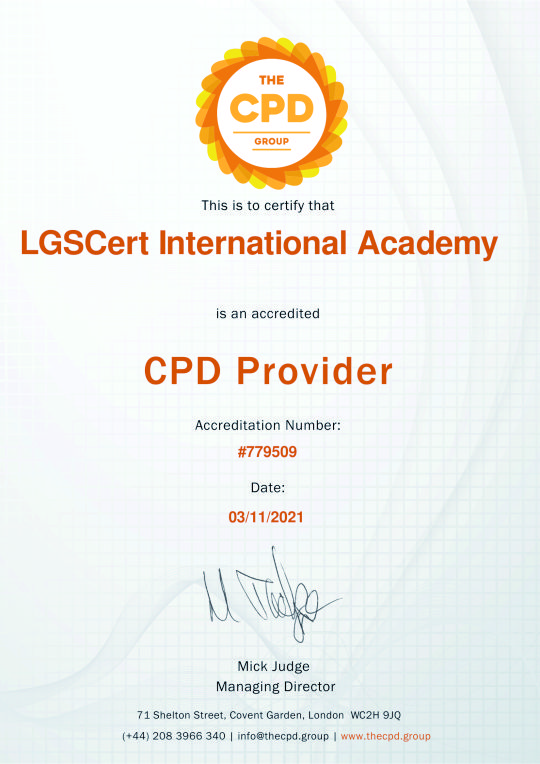 THE
CPD
GROUP
This is to certify that
LGSCert International Academy
is an accredited
CPD Provider
Accreditation Number:
#779509
Date:
03/11/2021
M Judge
Mick Judge
Managing Director
71 Shelton Street, Covent Garden, London WC2H 9JQ
(+44) 208 3966 340 | info@thecpd.group | www.thecpd.group